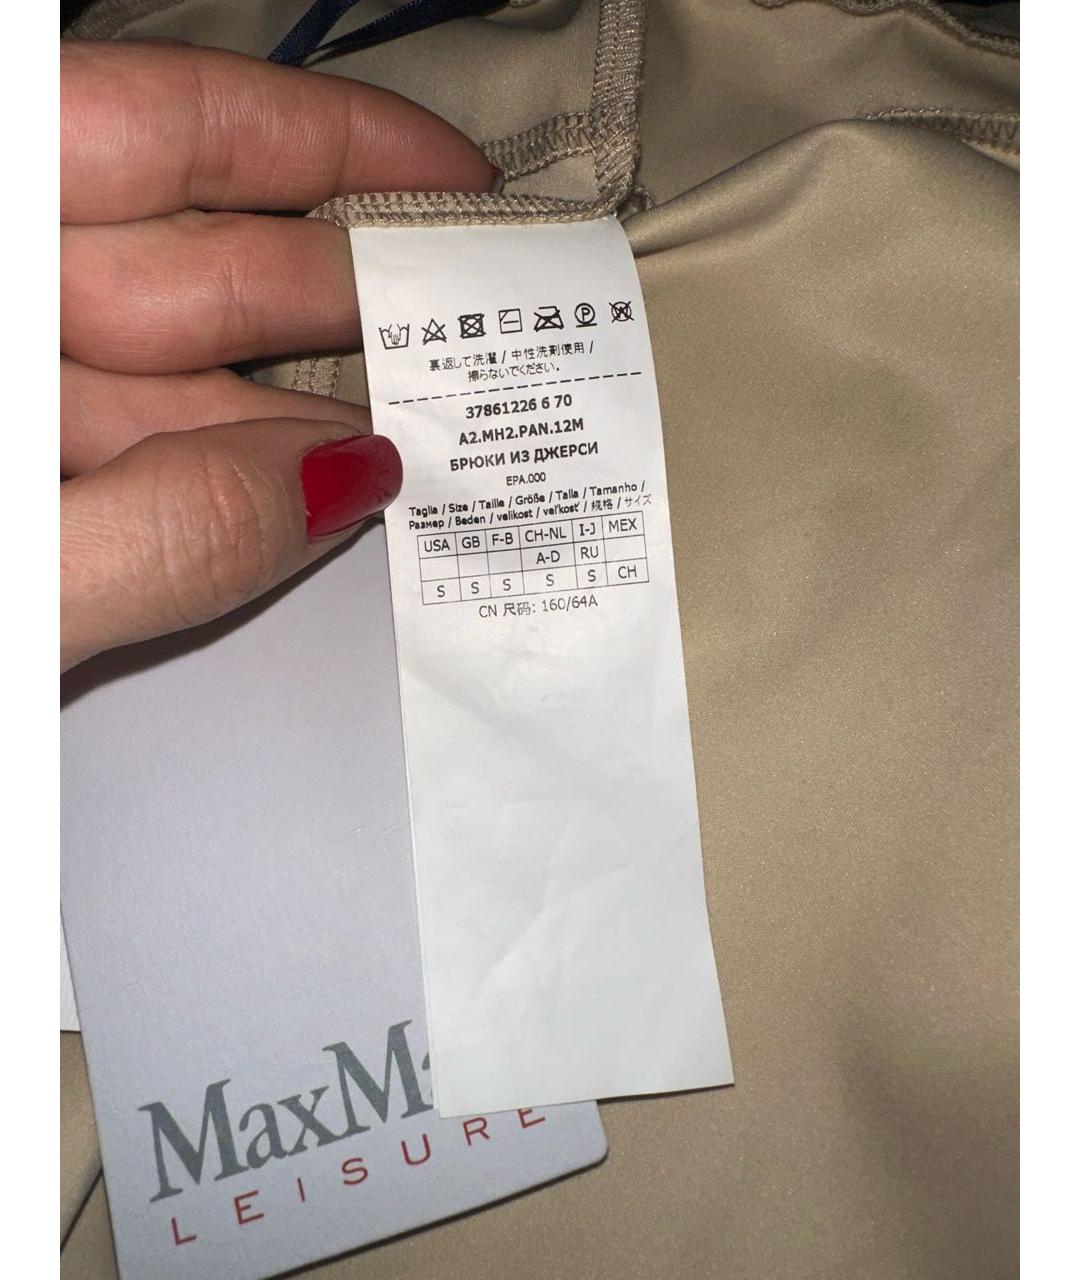 裏返して洗濯 / 中性洗剤使用 /
搾らないでください。
37861226 6 70
A2.MH2.PAN.12M
БРЮКИ ИЗ ДЖЕРСИ
EPA.000
Taglia / Size / Taille / Größe / Talla / Tamanho /
Размер / Beden / velikost / veľkosť / 规格 / サイズ
USA GB F-B CH-NL I-J MEX
A-D RU
S S S S S CH
CN 尺码: 160/64A
MaxMa
LEISURE